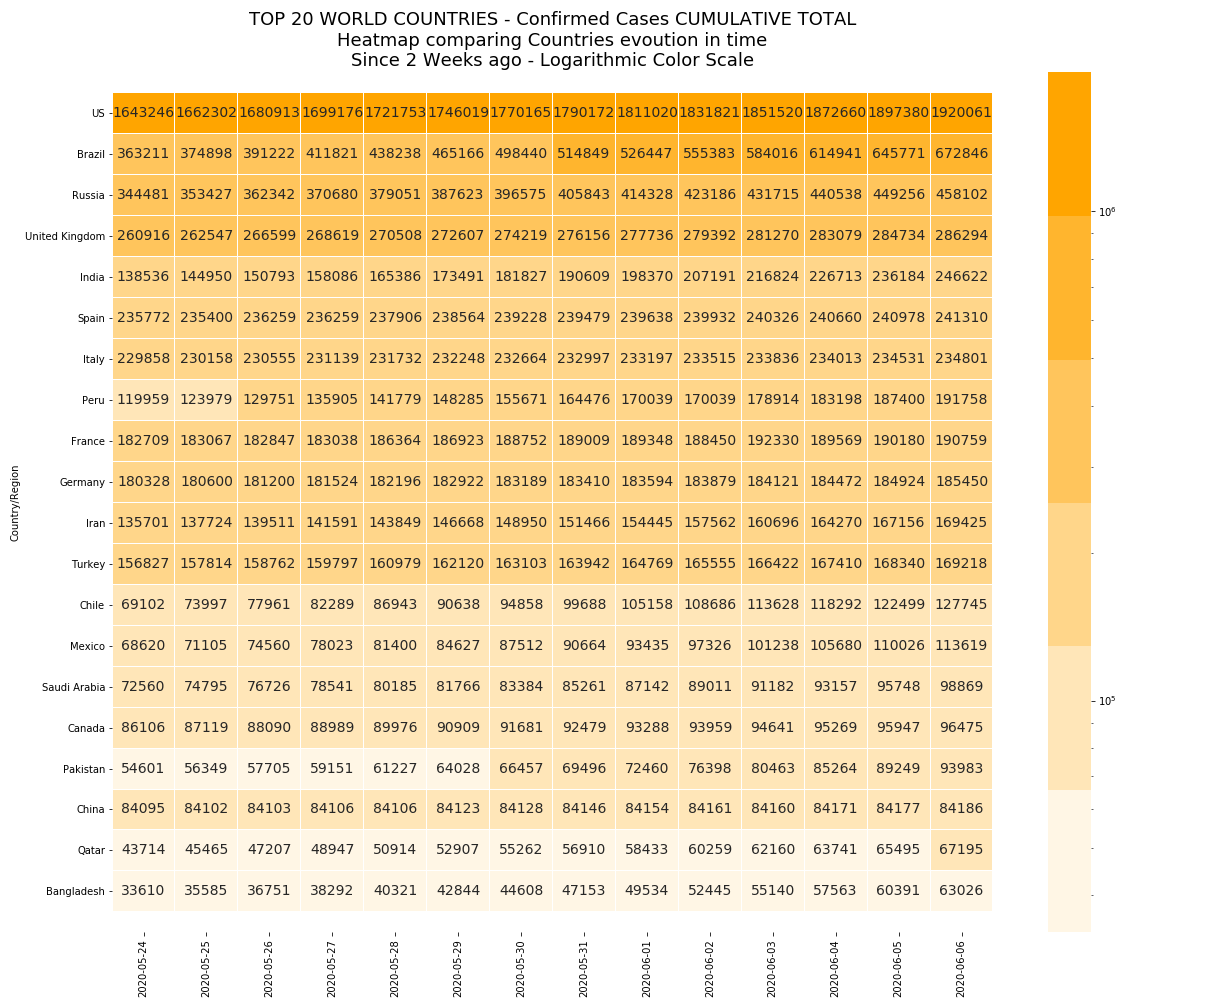 TOP 20 WORLD COUNTRIES - Confirmed Cases CUMULATIVE TOTAL
Heatmap comparing Countries evoution in time
Since 2 Weeks ago - Logarithmic Color Scale
US 1643246 1662302 1680913 1699176 1721753 1746019 1770165 1790172 1811020 1831821 1851520 1872660 1897380 1920061
Brazil 363211 374898 391222 411821 438238 465166 498440 514849 526447 555383 584016 614941 645771 672846
Russia 344481 353427 362342 370680 379051 387623 396575 405843 414328 423186 431715 440538 449256 458102
United Kingdom 260916 262547 266599 268619 270508 272607 274219 276156 277736 279392 281270 283079 284734 286294
India 138536 144950 150793 158086 165386 173491 181827 190609 198370 207191 216824 226713 236184 246622
Spain 235772 235400 236259 236259 237906 238564 239228 239479 239638 239932 240326 240660 240978 241310
Italy 229858 230158 230555 231139 231732 232248 232664 232997 233197 233515 233836 234013 234531 234801
Peru 119959 123979 129751 135905 141779 148285 155671 164476 170039 170039 178914 183198 187400 191758
France 182709 183067 182847 183038 186364 186923 188752 189009 189348 188450 192330 189569 190180 190759
Germany 180328 180600 181200 181524 182196 182922 183189 183410 183594 183879 184121 184472 184924 185450
Iran 135701 137724 139511 141591 143849 146668 148950 151466 154445 157562 160696 164270 167156 169425
Turkey 156827 157814 158762 159797 160979 162120 163103 163942 164769 165555 166422 167410 168340 169218
Chile 69102 73997 77961 82289 86943 90638 94858 99688 105158 108686 113628 118292 122499 127745
Mexico 68620 71105 74560 78023 81400 84627 87512 90664 93435 97326 101238 105680 110026 113619
Saudi Arabia 72560 74795 76726 78541 80185 81766 83384 85261 87142 89011 91182 93157 95748 98869
Canada 86106 87119 88090 88989 89976 90909 91681 92479 93288 93959 94641 95269 95947 96475
Pakistan 54601 56349 57705 59151 61227 64028 66457 69496 72460 76398 80463 85264 89249 93983
China 84095 84102 84103 84106 84106 84123 84128 84146 84154 84161 84160 84171 84177 84186
Qatar 43714 45465 47207 48947 50914 52907 55262 56910 58433 60259 62160 63741 65495 67195
Bangladesh 33610 35585 36751 38292 40321 42844 44608 47153 49534 52445 55140 57563 60391 63026
2020-05-24 2020-05-25 2020-05-26 2020-05-27 2020-05-28 2020-05-29 2020-05-30 2020-05-31 2020-06-01 2020-06-02 2020-06-03 2020-06-04 2020-06-05 2020-06-06
Country/Region
10⁶
10⁵